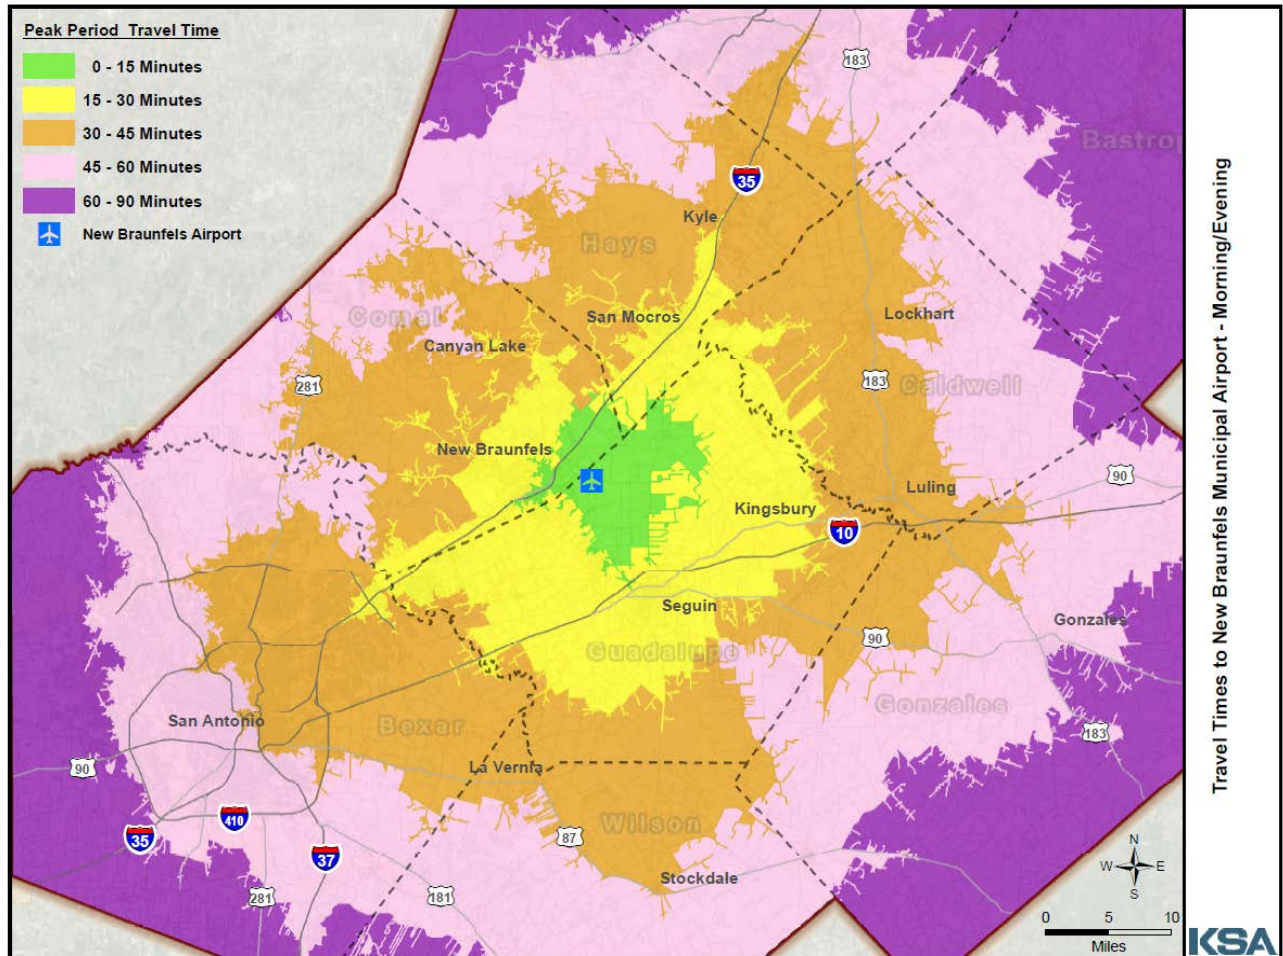 Peak Period Travel Time
0 - 15 Minutes
15 - 30 Minutes
30 - 45 Minutes
45 - 60 Minutes
60 - 90 Minutes
New Braunfels Airport
183
Bastrop
35
Kyle
Hays
San Mocros
Comal
Lockhart
Canyan Lake
281
183
Caldwell
New Braunfels
90
Luling
Kingsbury
10
Seguin
Gonzales
90
Guadalupe
Gonzales
San Antonio
Bexar
183
La Vernia
90
Wilson
410
35
87
37
Stockdale
281
181
N
W E
S
0 5 10
Miles
Travel Times to New Braunfels Municipal Airport - Morning/Evening
KSA